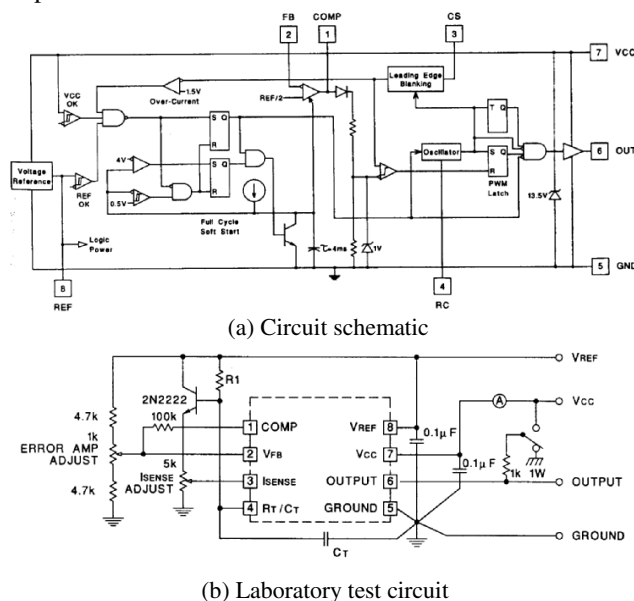 FB COMP CS
2 1 3
7 VCC
VCC
OK
1.5V
Over-Current
REF/2
Leading Edge
Blanking
T Q
S Q
R
Oscillator
S Q
R
PWM
Latch
6 OUT
Voltage
Reference
REF
OK
4V
S Q
R
0.5V
Full Cycle
Soft Start
τ=4ms
1V
13.5V
Logic
Power
8
REF
4
RC
5 GND
(a) Circuit schematic
VREF
2N2222
R1
4.7k
100k
1k
ERROR AMP
ADJUST
4.7k
5k
ISENSE
ADJUST
1 COMP
2 VFB
3 ISENSE
4 RT/CT
VREF 8
VCC 7
OUTPUT 6
GROUND 5
0.1µF
A
VCC
0.1µF
1k
1W
OUTPUT
GROUND
CT
(b) Laboratory test circuit